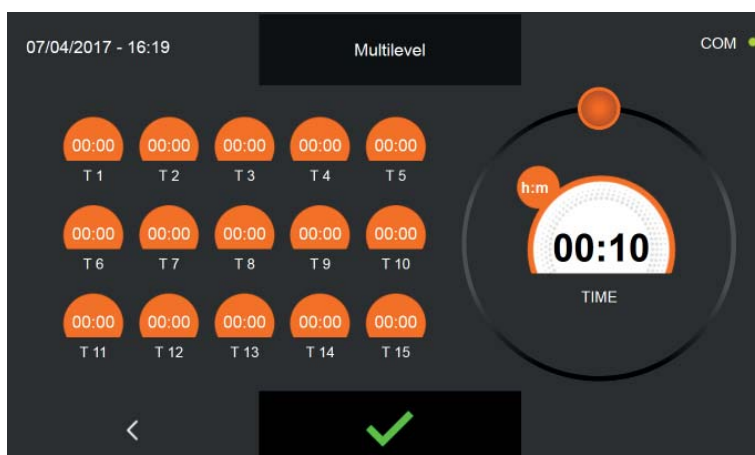 07/04/2017 - 16:19
Multilevel
COM
00:00 00:00 00:00 00:00 00:00
T 1 T 2 T 3 T 4 T 5
00:00 00:00 00:00 00:00 00:00
T 6 T 7 T 8 T 9 T 10
00:00 00:00 00:00 00:00 00:00
T 11 T 12 T 13 T 14 T 15
h:m
00:10
TIME